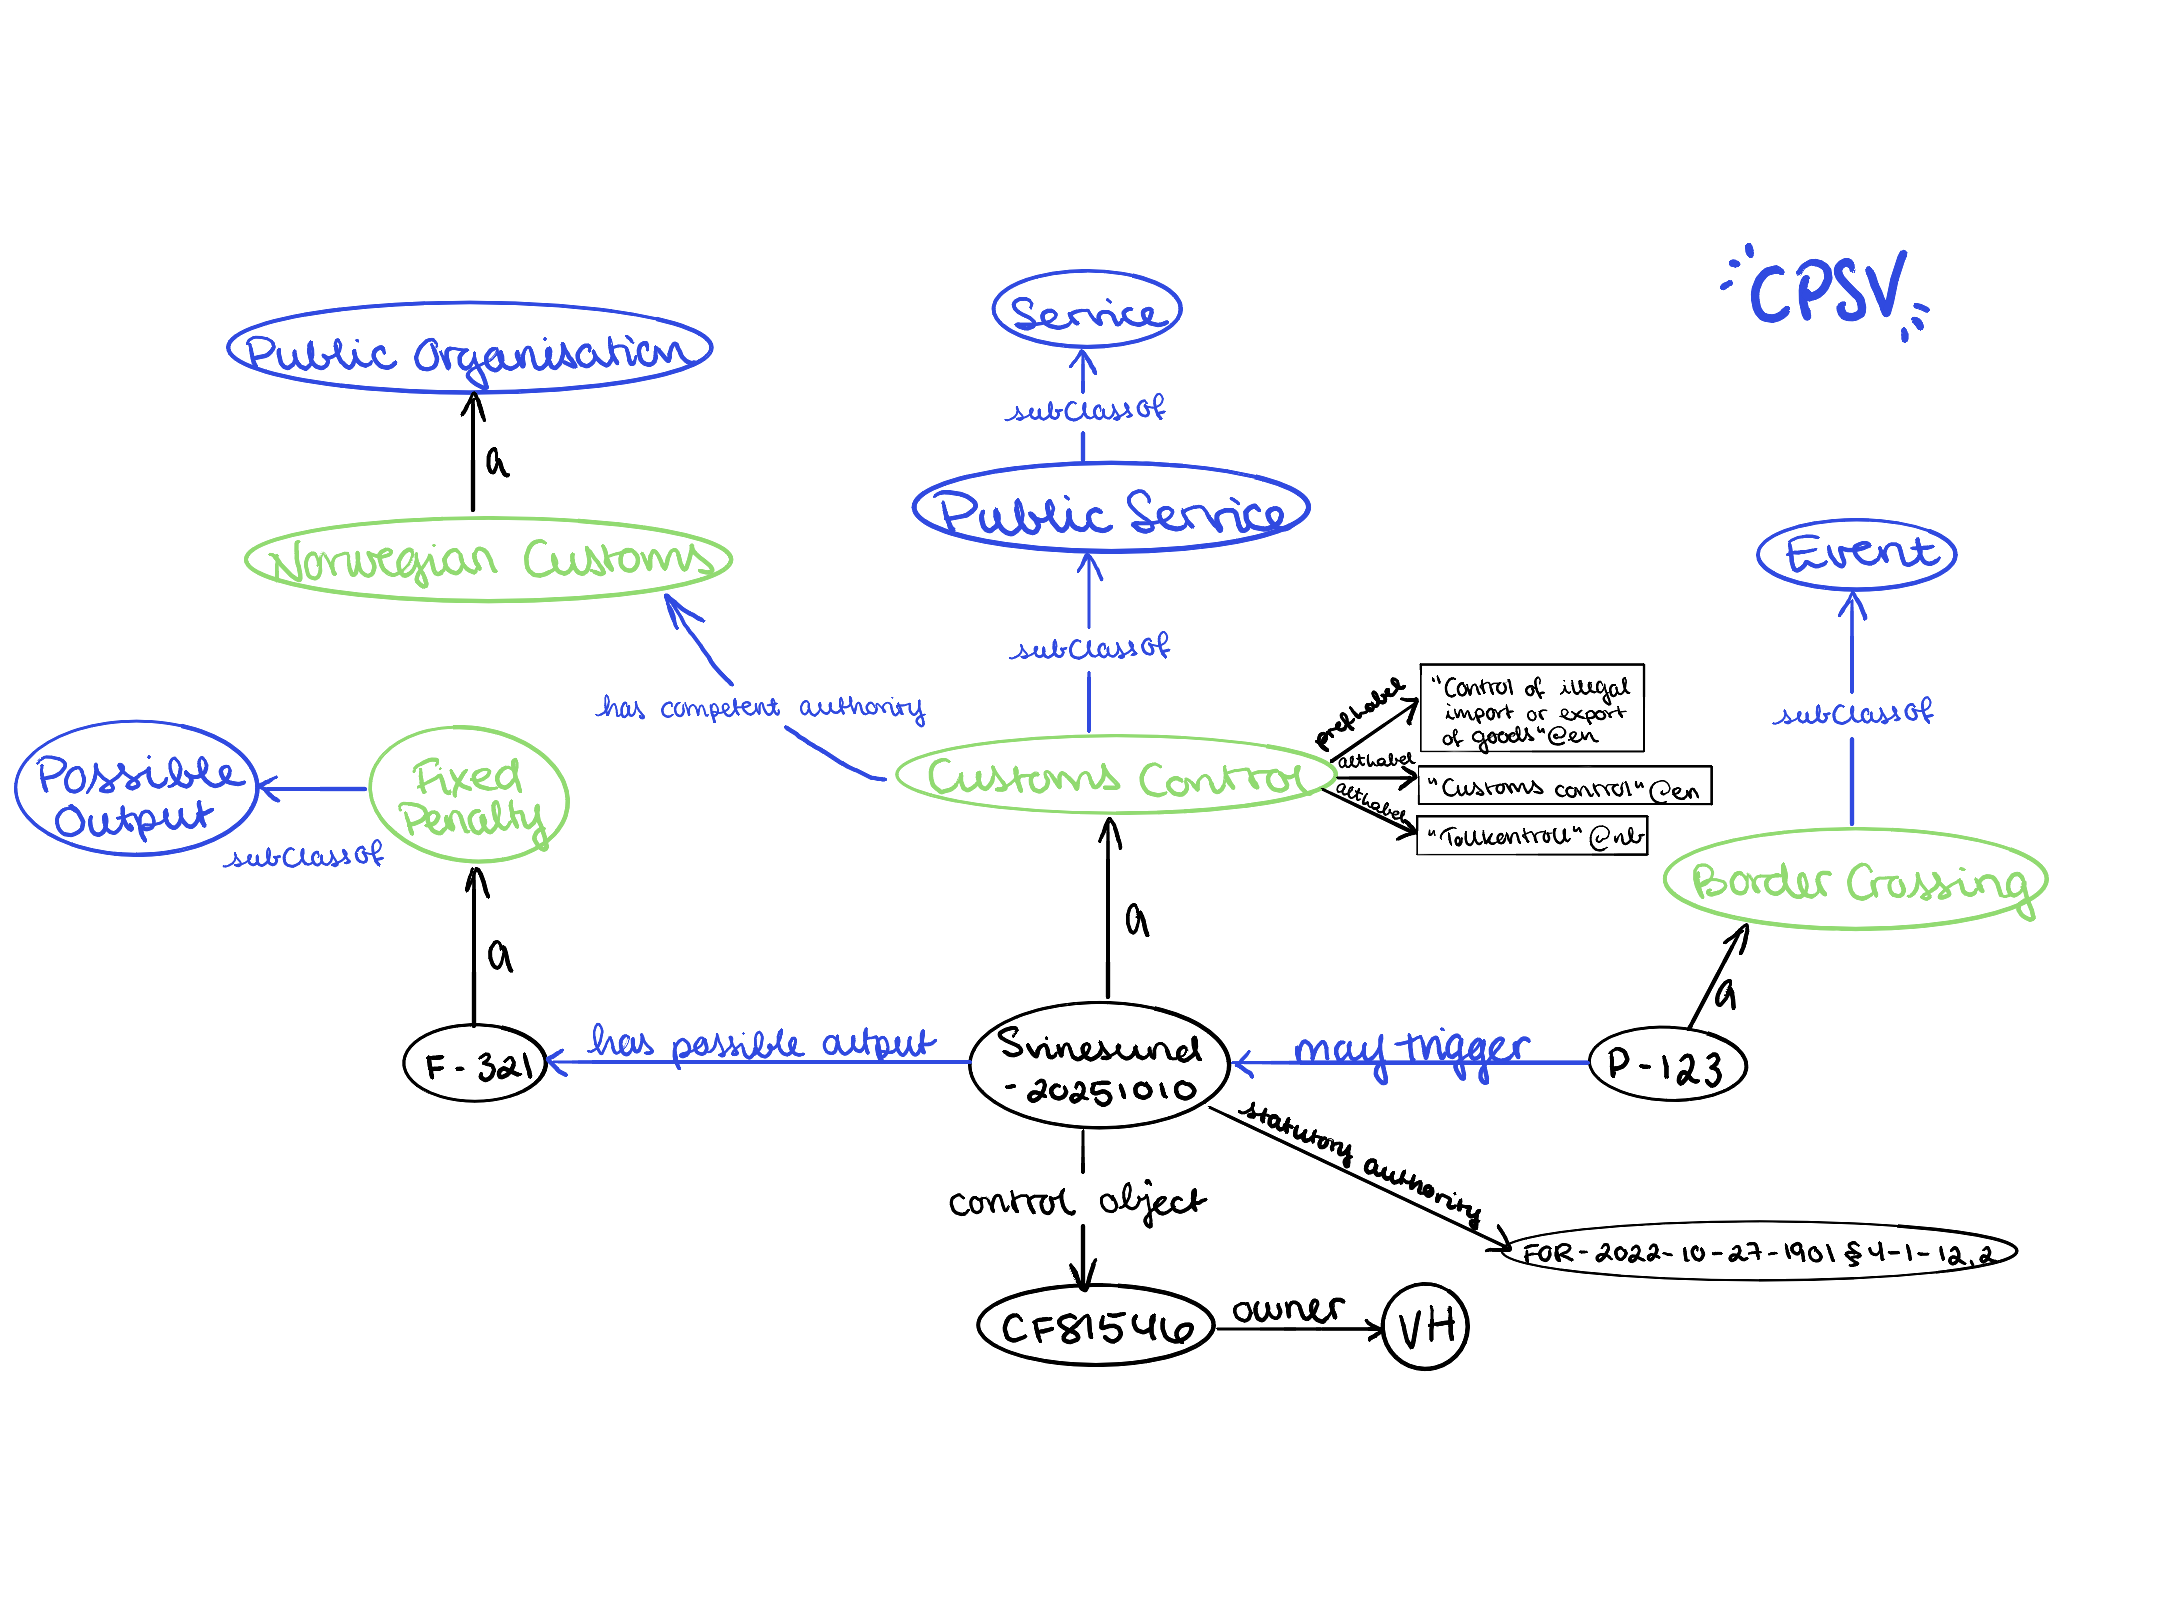 CPSV
Service
Public Organisation
subClassOf
a
Public Service
Norwegian Customs
Event
subClassOf
has competent authority
prefLabel
"Control of illegal
import or export
of goods"@en
subClassOf
Possible
Output
Fixed
Penalty
subClassOf
Customs Control
altLabel
"Customs control"@en
altLabel
"Tollkontroll"@nb
Border Crossing
a
a
a
F-321
has possible output
Svinesund
-20251010
may trigger
P-123
statutory authority
control object
FOR-2022-10-27-1901 § 4-1-12,2
CF81546
owner
VH